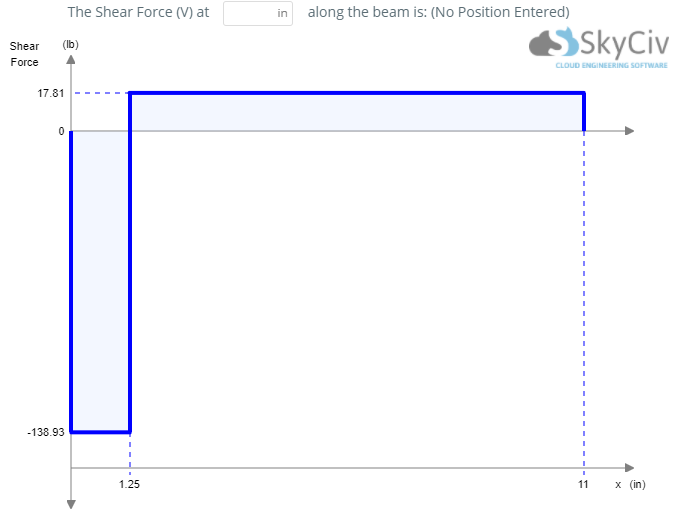 The Shear Force (V) at in along the beam is: (No Position Entered)
Shear Force (lb)
SkyCiv
CLOUD ENGINEERING SOFTWARE
17.81
0
-138.93
1.25 11 x (in)